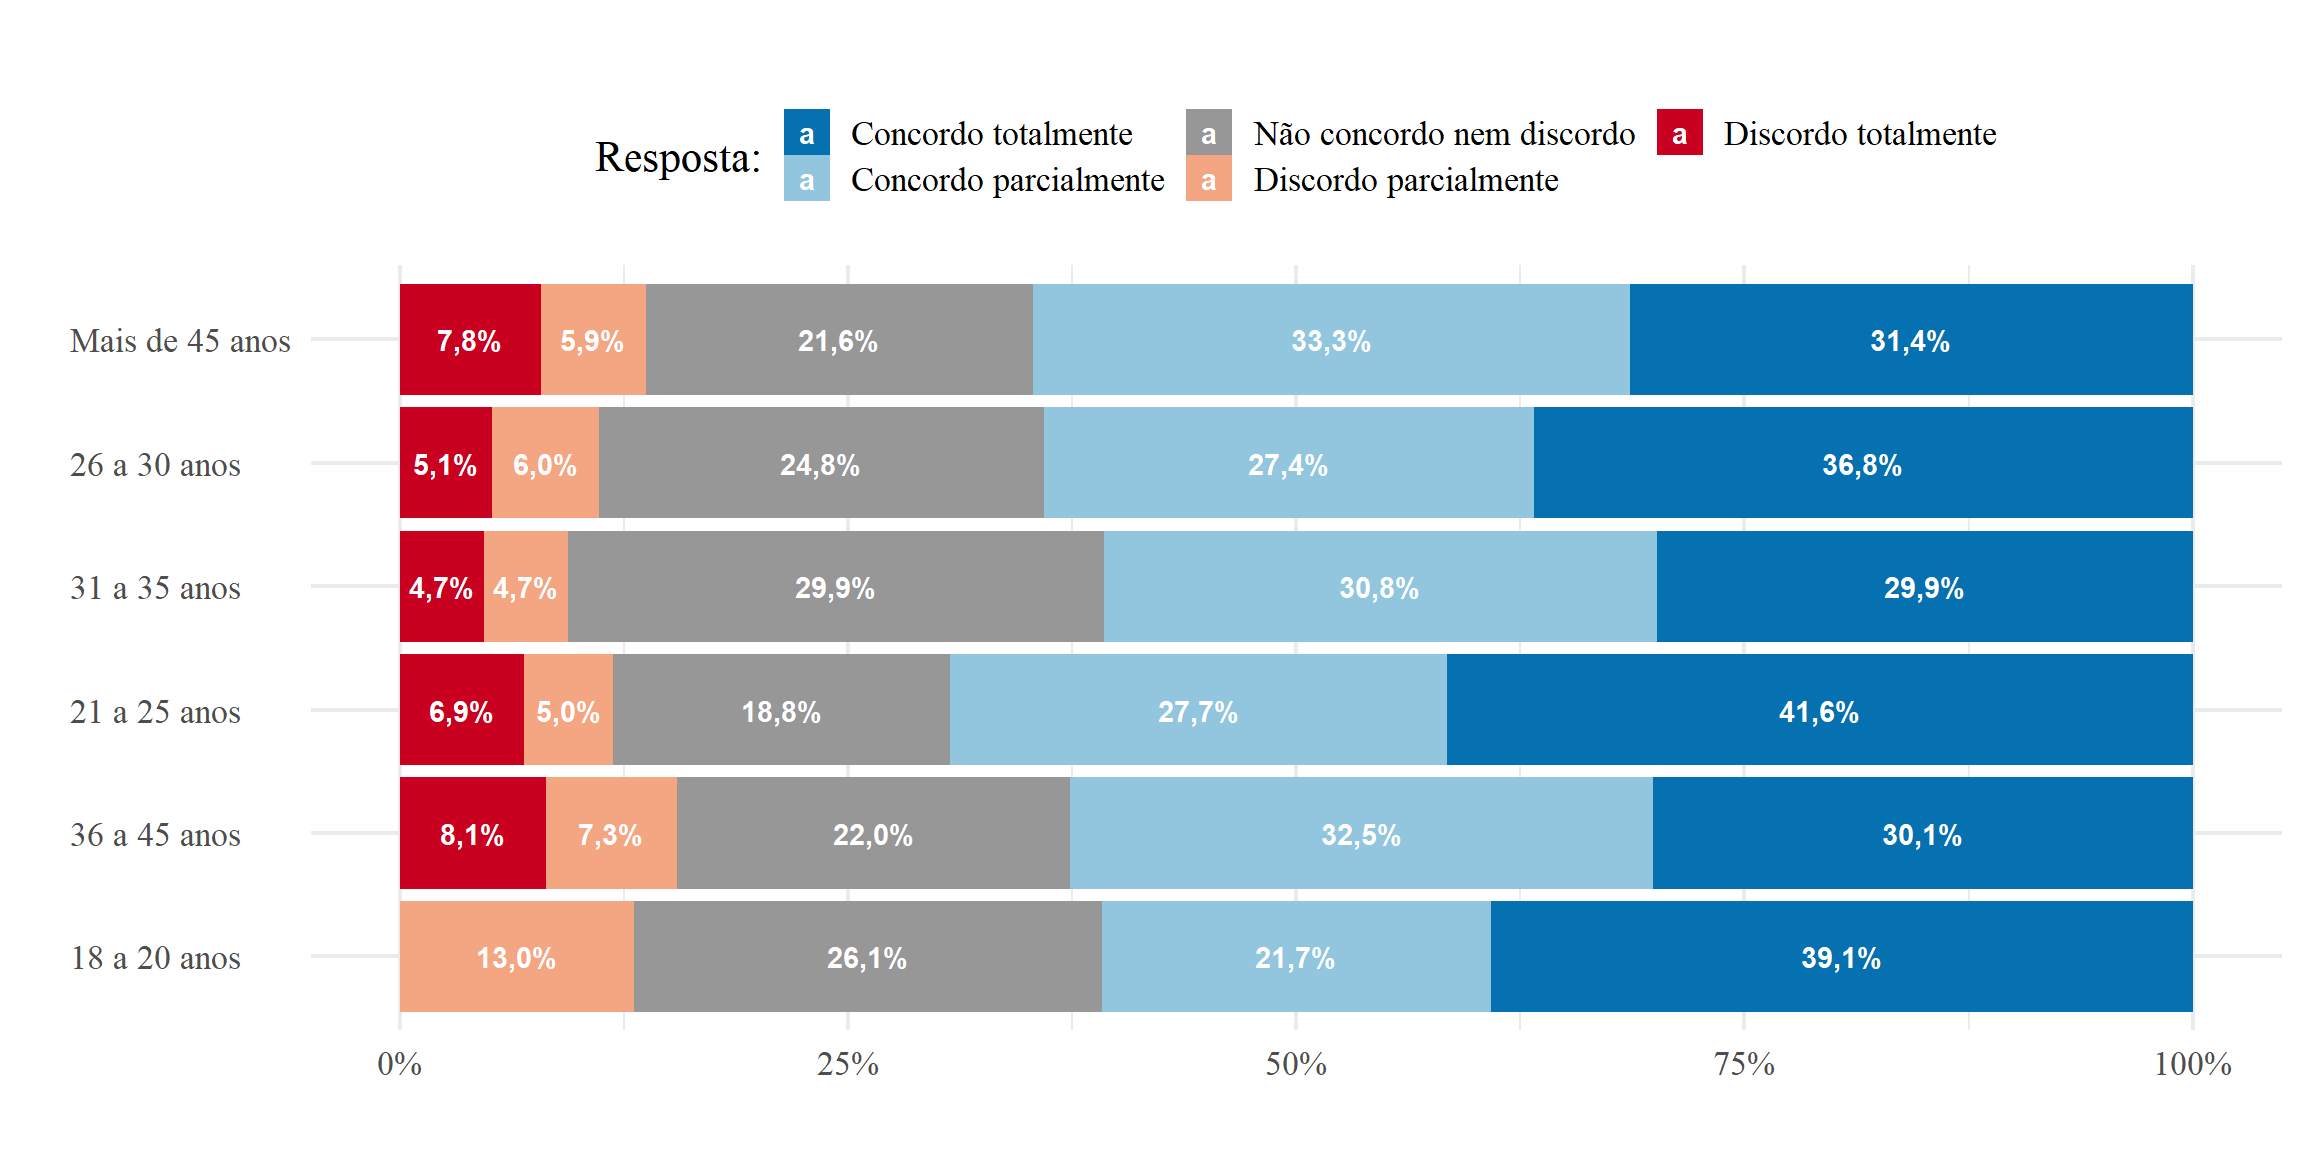 Resposta:
a Concordo totalmente
a Concordo parcialmente
a Não concordo nem discordo
a Discordo parcialmente
a Discordo totalmente
Mais de 45 anos 7,8% 5,9% 21,6% 33,3% 31,4%
26 a 30 anos 5,1% 6,0% 24,8% 27,4% 36,8%
31 a 35 anos 4,7% 4,7% 29,9% 30,8% 29,9%
21 a 25 anos 6,9% 5,0% 18,8% 27,7% 41,6%
36 a 45 anos 8,1% 7,3% 22,0% 32,5% 30,1%
18 a 20 anos 13,0% 26,1% 21,7% 39,1%
0% 25% 50% 75% 100%